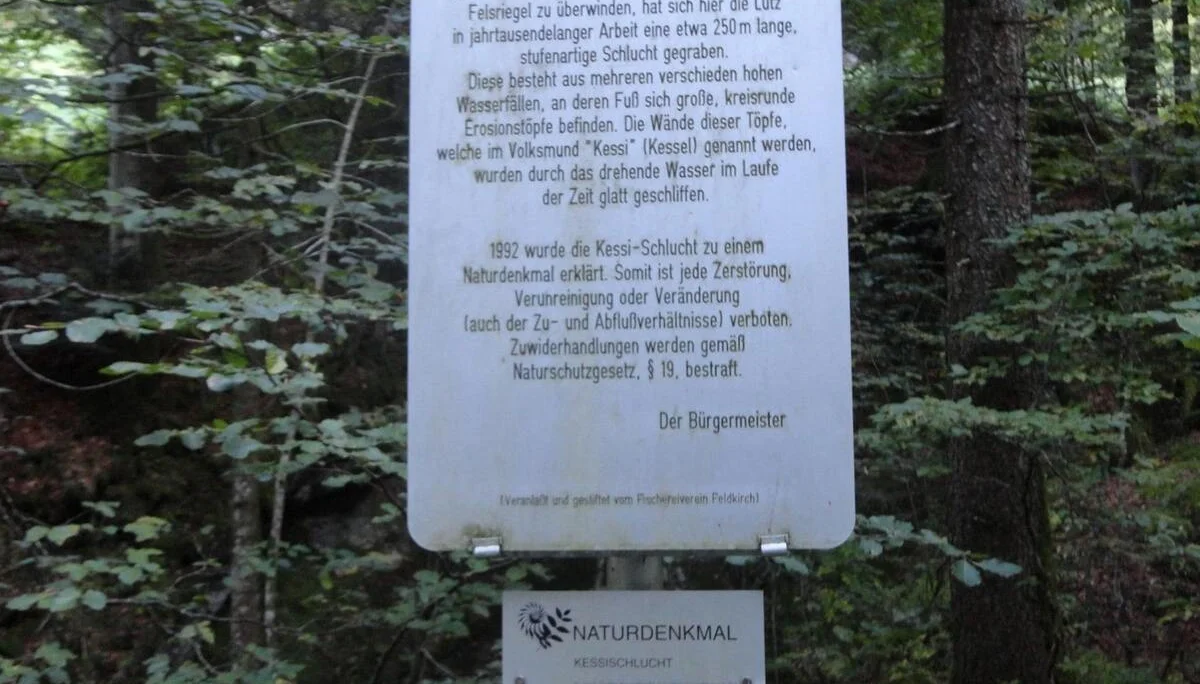 Felsriegel zu überwinden, hat sich hier die Lutz
in jahrtausendelanger Arbeit eine etwa 250 m lange,
stufenartige Schlucht gegraben.
Diese besteht aus mehreren verschieden hohen
Wasserfällen, an deren Fuß sich große, kreisrunde
Erosionstöpfe befinden. Die Wände dieser Töpfe,
welche im Volksmund "Kessi" (Kessel) genannt werden,
wurden durch das drehende Wasser im Laufe
der Zeit glatt geschliffen.
1992 wurde die Kessi-Schlucht zu einem
Naturdenkmal erklärt. Somit ist jede Zerstörung,
Verunreinigung oder Veränderung
(auch der Zu- und Abflußverhältnisse) verboten.
Zuwiderhandlungen werden gemäß
Naturschutzgesetz, § 19, bestraft.
Der Bürgermeister
(Veranlaßt und gestiftet vom Fischereiverein Feldkirch)
NATURDENKMAL
KESSISCHLUCHT